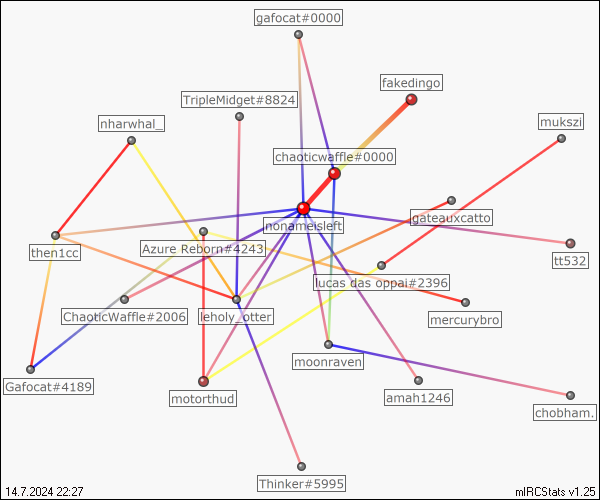 gafocat#0000
fakedingo
TripleMidget#8824
nharwhal_
mukszi
chaoticwaffle#0000
gateauxcatto
nonameisleft
Azure Reborn#4243
then1cc
tt532
lucas das oppai#2396
ChaoticWaffle#2006
leholy_otter
mercurybro
moonraven
Gafocat#4189
motorthud
amah1246
chobham.
Thinker#5995
14.7.2024 22:27
mIRCStats v1.25